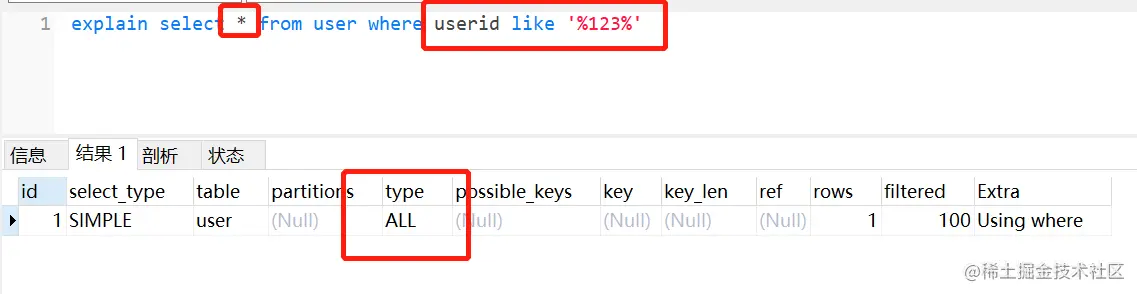 1 explain select * from user where userid like '%123%'
信息 结果 1 剖析 状态
id select_type table partitions type possible_keys key key_len ref rows filtered Extra
1 SIMPLE user (Null) ALL (Null) (Null) (Null) (Null) 1 100 Using where
@稀土掘金技术社区